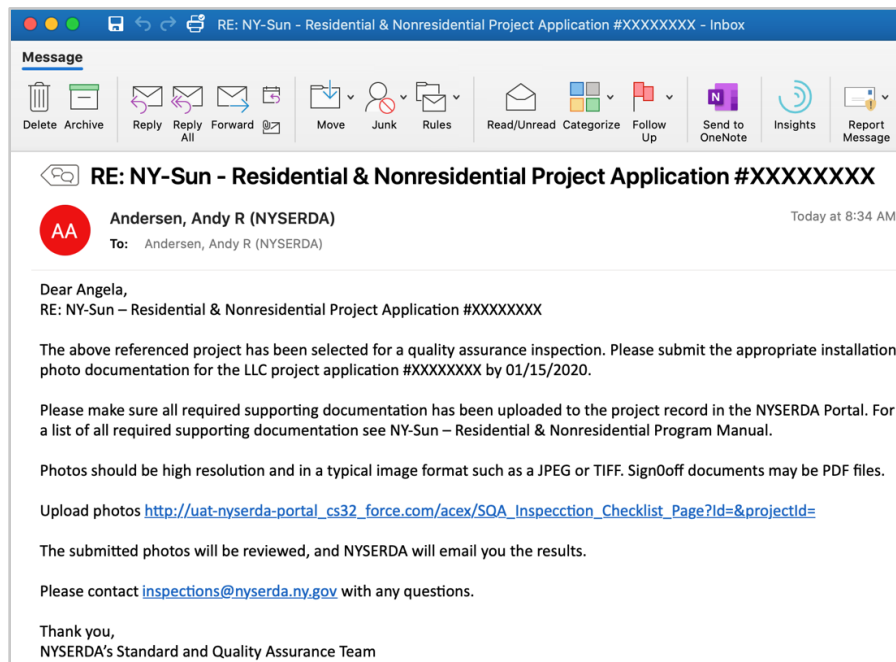 RE: NY-Sun - Residential & Nonresidential Project Application #XXXXXXXX - Inbox
Message
Delete Archive Reply Reply All Forward Move Junk Rules Read/Unread Categorize Follow Up Send to OneNote Insights Report Message
RE: NY-Sun - Residential & Nonresidential Project Application #XXXXXXXX
AA
Andersen, Andy R (NYSERDA)
Today at 8:34 AM
To: Andersen, Andy R (NYSERDA)
Dear Angela,
RE: NY-Sun – Residential & Nonresidential Project Application #XXXXXXXX
The above referenced project has been selected for a quality assurance inspection. Please submit the appropriate installation
photo documentation for the LLC project application #XXXXXXXX by 01/15/2020.
Please make sure all required supporting documentation has been uploaded to the project record in the NYSERDA Portal. For
a list of all required supporting documentation see NY-Sun – Residential & Nonresidential Program Manual.
Photos should be high resolution and in a typical image format such as a JPEG or TIFF. Sign0off documents may be PDF files.
Upload photos http://uat-nyserda-portal_cs32_force.com/acex/SQA_Inspecction_Checklist_Page?Id=&projectId=
The submitted photos will be reviewed, and NYSERDA will email you the results.
Please contact inspections@nyserda.ny.gov with any questions.
Thank you,
NYSERDA's Standard and Quality Assurance Team